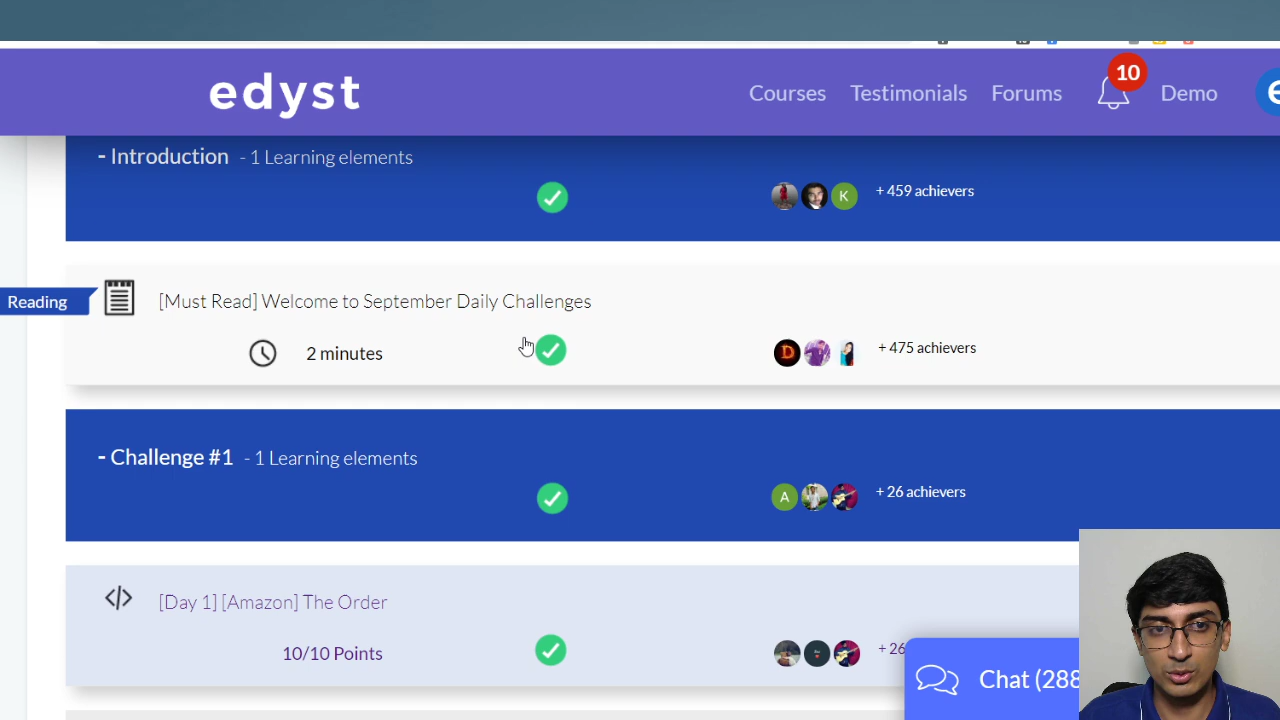 edyst
Courses Testimonials Forums 10 Demo
- Introduction - 1 Learning elements
K + 459 achievers
Reading
[Must Read] Welcome to September Daily Challenges
2 minutes
D + 475 achievers
- Challenge #1 - 1 Learning elements
A + 26 achievers
</> [Day 1] [Amazon] The Order
10/10 Points
+ 26
Chat (288